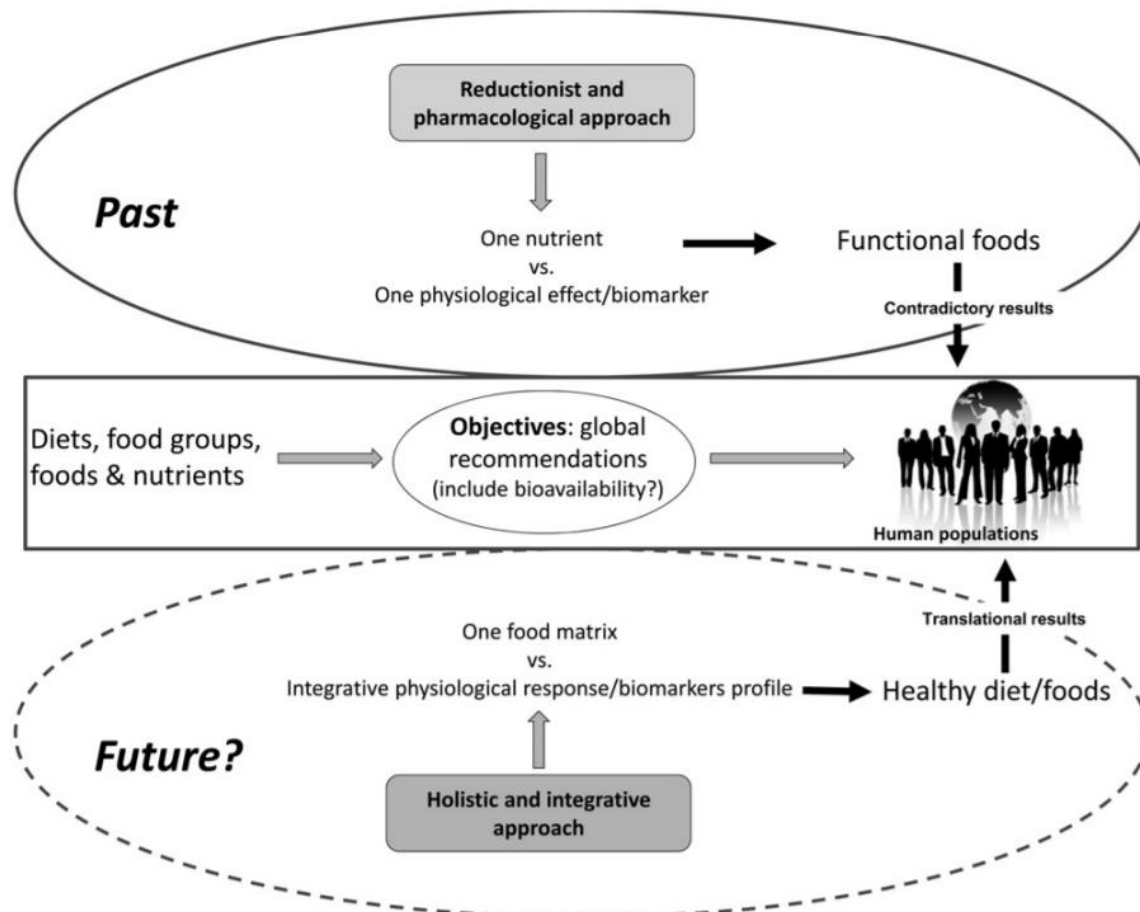 Reductionist and
pharmacological approach
Past
One nutrient
vs.
One physiological effect/biomarker
Functional foods
Contradictory results
Diets, food groups,
foods & nutrients
Objectives: global
recommendations
(include bioavailability?)
Human populations
Translational results
One food matrix
vs.
Integrative physiological response/biomarkers profile
Healthy diet/foods
Future?
Holistic and integrative
approach